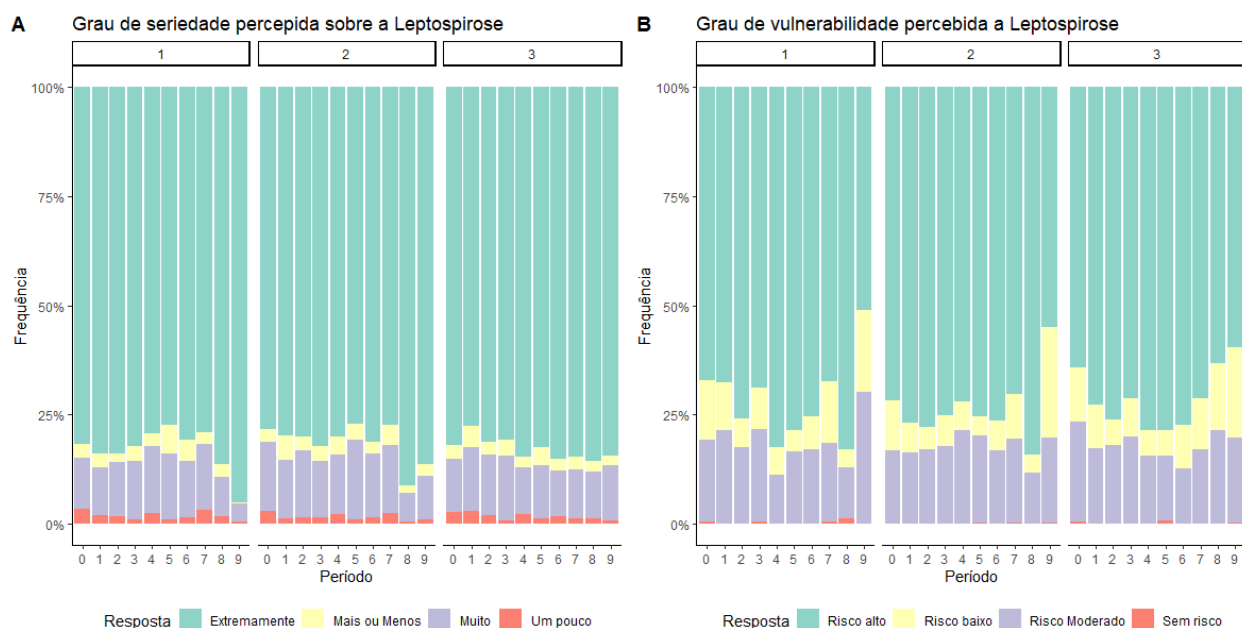 A Grau de seriedade percepida sobre a Leptospirose
1 2 3
100%
75%
50%
25%
0%
Frequência
0 1 2 3 4 5 6 7 8 9 0 1 2 3 4 5 6 7 8 9 0 1 2 3 4 5 6 7 8 9
Período
Resposta Extremamente Mais ou Menos Muito Um pouco
B Grau de vulnerabilidade percebida a Leptospirose
1 2 3
100%
75%
50%
25%
0%
Frequência
0 1 2 3 4 5 6 7 8 9 0 1 2 3 4 5 6 7 8 9 0 1 2 3 4 5 6 7 8 9
Período
Resposta Risco alto Risco baixo Risco Moderado Sem risco